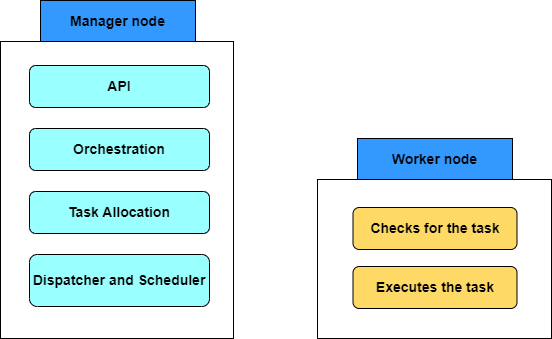 Manager node
API
Orchestration
Task Allocation
Dispatcher and Scheduler
Worker node
Checks for the task
Executes the task